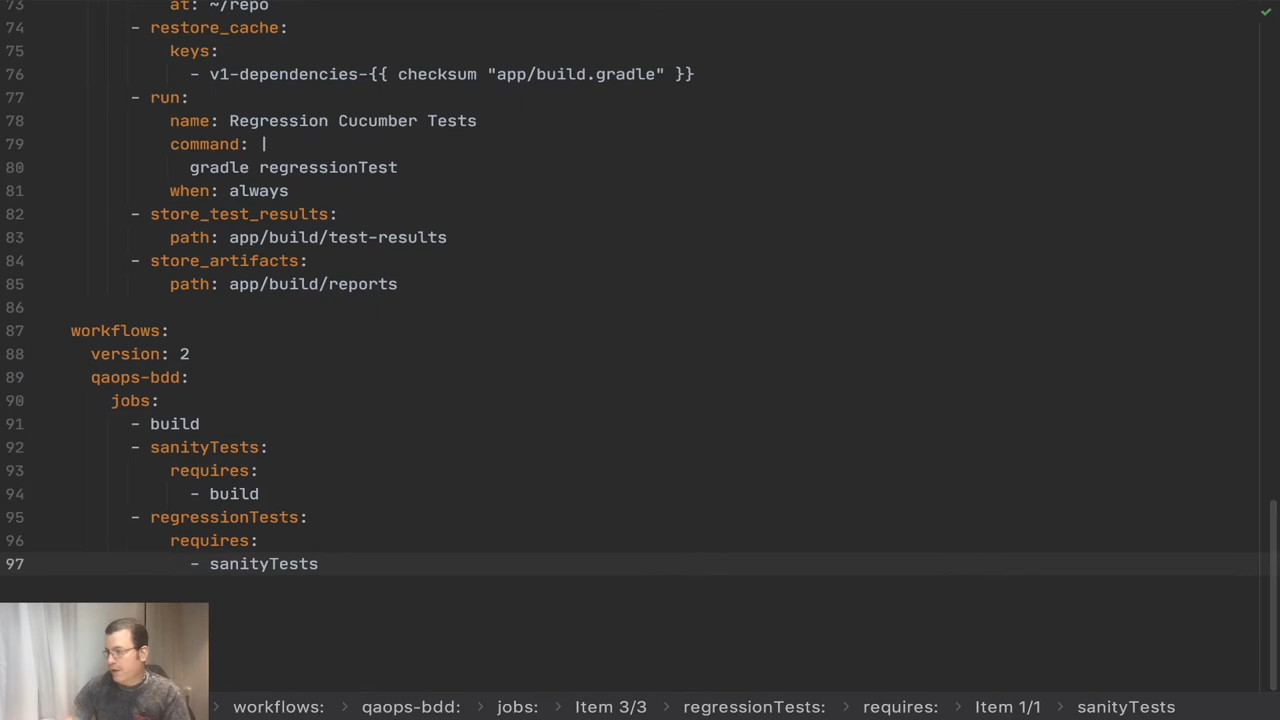 73 at: ~/repo
74 - restore_cache:
75 keys:
76 - v1-dependencies-{{ checksum "app/build.gradle" }}
77 - run:
78 name: Regression Cucumber Tests
79 command: |
80 gradle regressionTest
81 when: always
82 - store_test_results:
83 path: app/build/test-results
84 - store_artifacts:
85 path: app/build/reports
86
87 workflows:
88 version: 2
89 qaops-bdd:
90 jobs:
91 - build
92 - sanityTests:
93 requires:
94 - build
95 - regressionTests:
96 requires:
97 - sanityTests
workflows: > qaops-bdd: > jobs: > Item 3/3 > regressionTests: > requires: > Item 1/1 > sanityTests